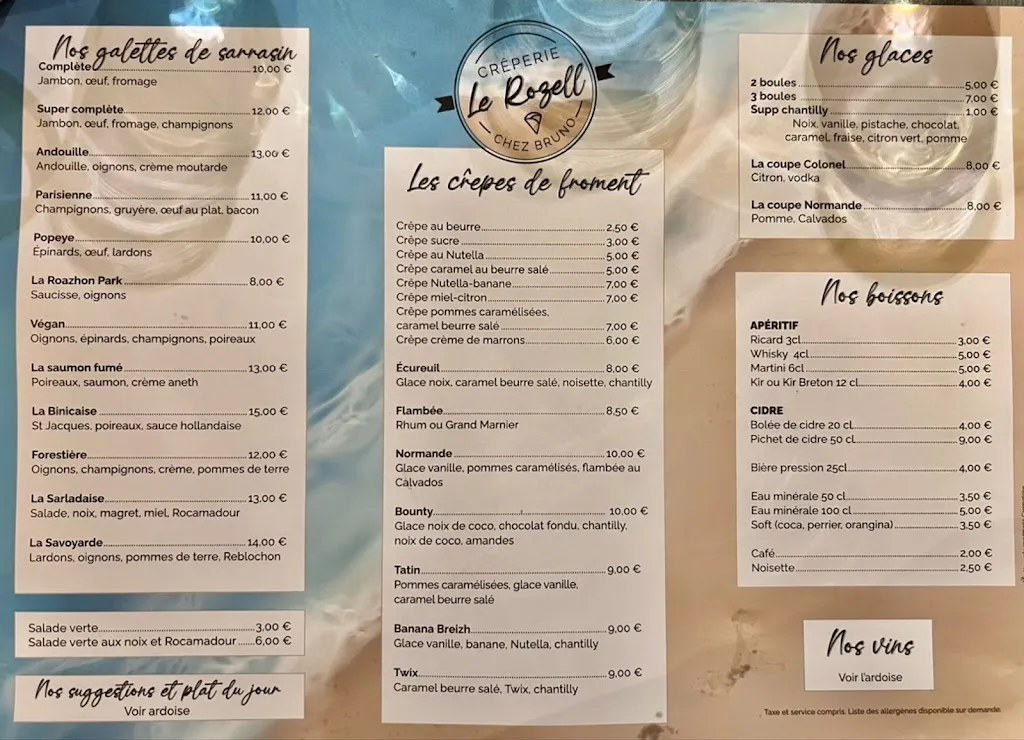 Nos galettes de sarrasin
Complète 10,00 €
Jambon, œuf, fromage
Super complète 12,00 €
Jambon, œuf, fromage, champignons
Andouille 13,00 €
Andouille, oignons, crème moutarde
Parisienne 11,00 €
Champignons, gruyère, œuf au plat, bacon
Popeye 10,00 €
Épinards, œuf, lardons
La Roazhon Park 8,00 €
Saucisse, oignons
Végan 11,00 €
Oignons, épinards, champignons, poireaux
La saumon fumé 13,00 €
Poireaux, saumon, crème aneth
La Binicaise 15,00 €
St Jacques, poireaux, sauce hollandaise
Forestière 12,00 €
Oignons, champignons, crème, pommes de terre
La Sarladaise 13,00 €
Salade, noix, magret, miel, Rocamadour
La Savoyarde 14,00 €
Lardons, oignons, pommes de terre, Reblochon
Salade verte 3,00 €
Salade verte aux noix et Rocamadour 6,00 €
Nos suggestions et plat du jour
Voir ardoise
CRÊPERIE
Le Rozell
CHEZ BRUNO
Les crêpes de froment
Crêpe au beurre 2,50 €
Crêpe sucre 3,00 €
Crêpe au Nutella 5,00 €
Crêpe caramel au beurre salé 5,00 €
Crêpe Nutella-banane 7,00 €
Crêpe miel-citron 7,00 €
Crêpe pommes caramélisées,
caramel beurre salé 7,00 €
Crêpe crème de marrons 6,00 €
Écureuil 8,00 €
Glace noix, caramel beurre salé, noisette, chantilly
Flambée 8,50 €
Rhum ou Grand Marnier
Normande 10,00 €
Glace vanille, pommes caramélisés, flambée au
Calvados
Bounty 10,00 €
Glace noix de coco, chocolat fondu, chantilly,
noix de coco, amandes
Tatin 9,00 €
Pommes caramélisées, glace vanille,
caramel beurre salé
Banana Breizh 9,00 €
Glace vanille, banane, Nutella, chantilly
Twix 9,00 €
Caramel beurre salé, Twix, chantilly
Nos glaces
2 boules 5,00 €
3 boules 7,00 €
Supp chantilly 1,00 €
Noix, vanille, pistache, chocolat,
caramel, fraise, citron vert, pomme
La coupe Colonel 8,00 €
Citron, vodka
La coupe Normande 8,00 €
Pomme, Calvados
Nos boissons
APÉRITIF
Ricard 3cl 3,00 €
Whisky 4cl 5,00 €
Martini 6cl 5,00 €
Kir ou Kir Breton 12 cl 4,00 €
CIDRE
Bolée de cidre 20 cl 4,00 €
Pichet de cidre 50 cl 9,00 €
Bière pression 25cl 4,00 €
Eau minérale 50 cl 3,50 €
Eau minérale 100 cl 5,00 €
Soft (coca, perrier, orangina) 3,50 €
Café 2,00 €
Noisette 2,50 €
Nos vins
Voir l'ardoise
Taxe et service compris. Liste des allergènes disponible sur demande.